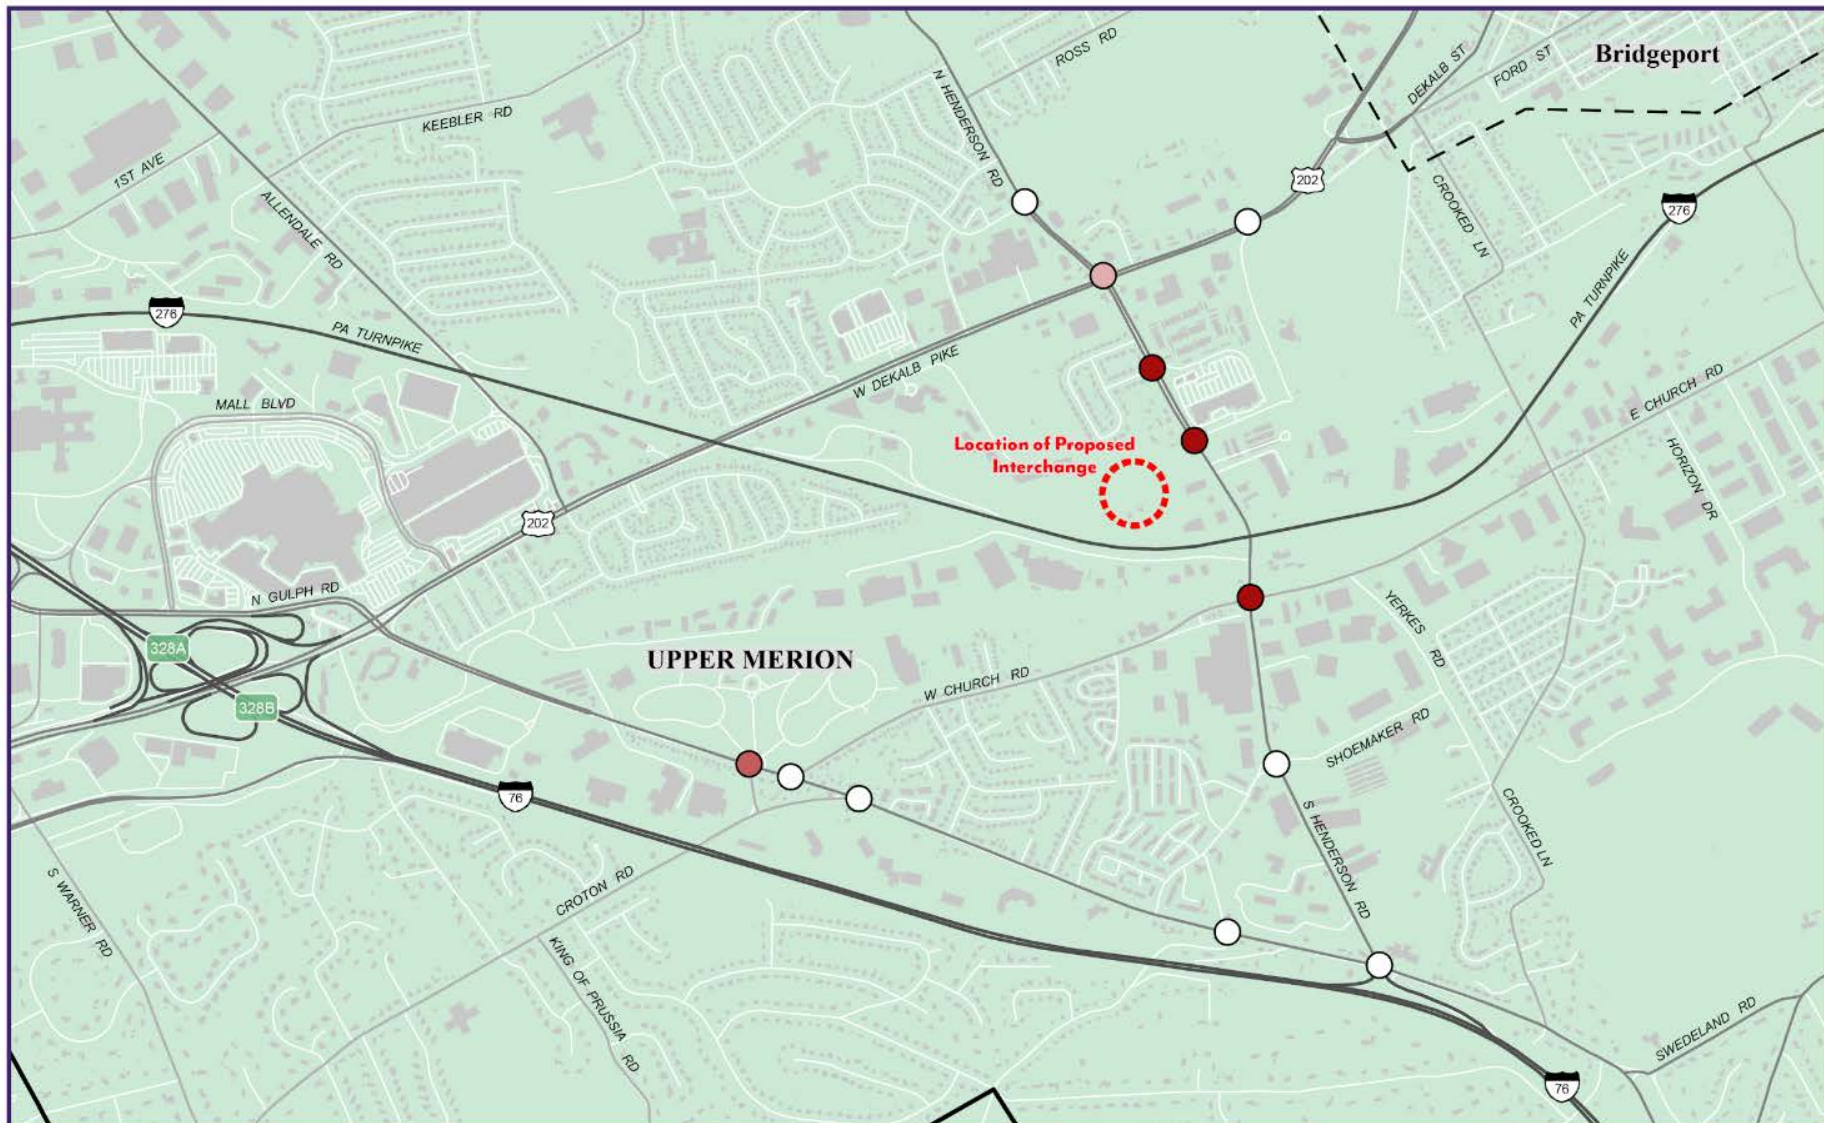 Bridgeport
ROSS RD
DEKALB ST
FORD ST
N HENDERSON RD
KEEBLER RD
1ST AVE
ALLENDALE RD
202
CROOKED LN
276
276
PA TURNPIKE
PA TURNPIKE
W DEKALB PIKE
MALL BLVD
E CHURCH RD
Location of Proposed
Interchange
HORIZON DR
202
N GULPH RD
YERKES RD
328A
UPPER MERION
W CHURCH RD
328B
SHOEMAKER RD
76
S HENDERSON RD
CROOKED LN
S WARNER RD
CROTON RD
KING OF PRUSSIA RD
SWEDELAND RD
76